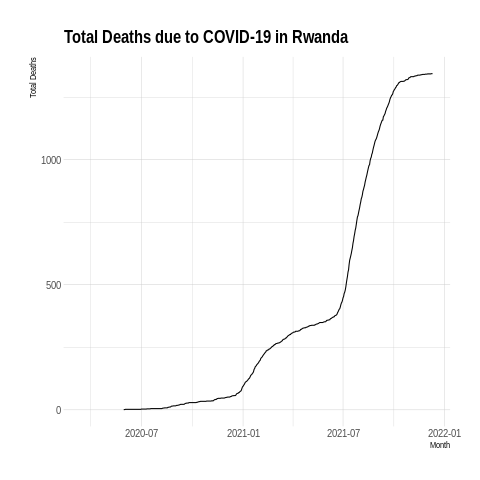 Total Deaths due to COVID-19 in Rwanda
Total Deaths
1000
500
0
2020-07 2021-01 2021-07 2022-01
Month